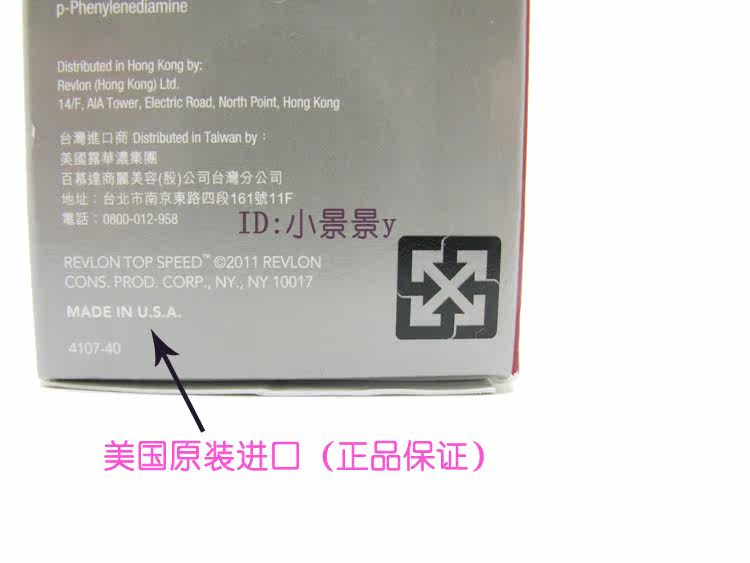 p-Phenylenediamine
Distributed in Hong Kong by:
Revlon (Hong Kong) Ltd.
14/F, AIA Tower, Electric Road, North Point, Hong Kong
台灣進口商 Distributed in Taiwan by：
美國露華濃集團
百慕達商麗美容(股)公司台灣分公司
地址：台北市南京東路四段161號11F
電話：0800-012-958
ID:小景景y
REVLON TOP SPEED™ ©2011 REVLON
CONS. PROD. CORP., NY., NY 10017
MADE IN U.S.A.
4107-40
美国原装进口（正品保证）